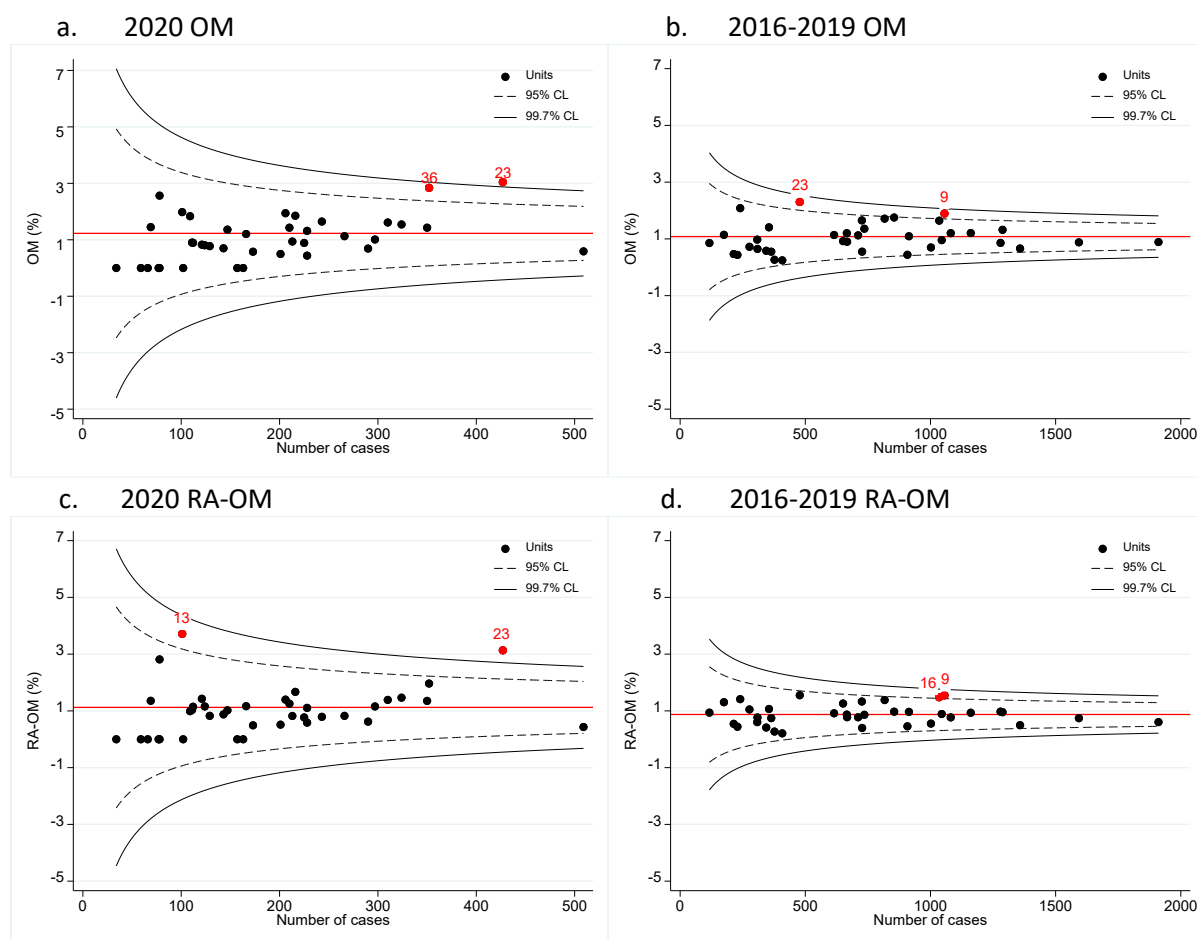 a. 2020 OM
7
5
3
1
-1
-3
-5
OM (%)
Units
95% CL
99.7% CL
36
23
0
100
200
300
400
500
Number of cases
b. 2016-2019 OM
7
5
3
1
-1
-3
-5
OM (%)
Units
95% CL
99.7% CL
23
9
0
500
1000
1500
2000
Number of cases
c. 2020 RA-OM
7
5
3
1
-1
-3
-5
RA-OM (%)
Units
95% CL
99.7% CL
13
23
0
100
200
300
400
500
Number of cases
d. 2016-2019 RA-OM
7
5
3
1
-1
-3
-5
RA-OM (%)
Units
95% CL
99.7% CL
16
9
0
500
1000
1500
2000
Number of cases